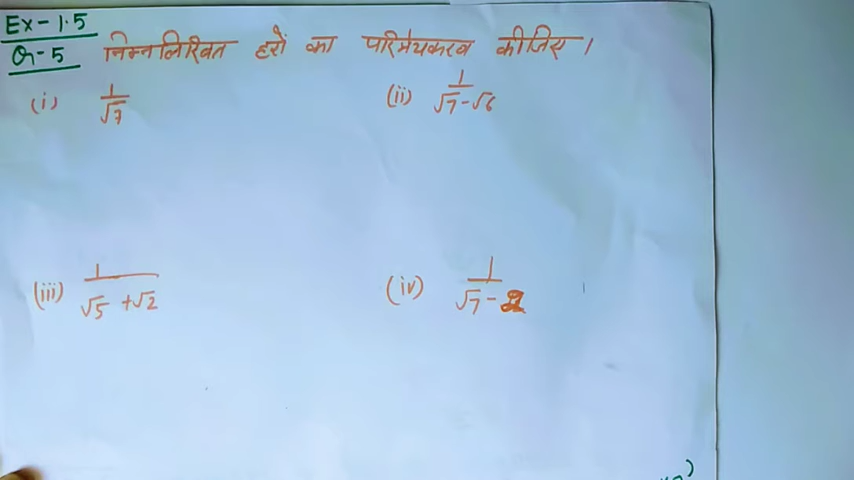 Ex-1.5
Q-5 निम्नलिखित हरों का परिमेयकरण कीजिए ।
(i) 1/√7 (ii) 1/√7-√6
(iii) 1/√5+√2 (iv) 1/√7-2